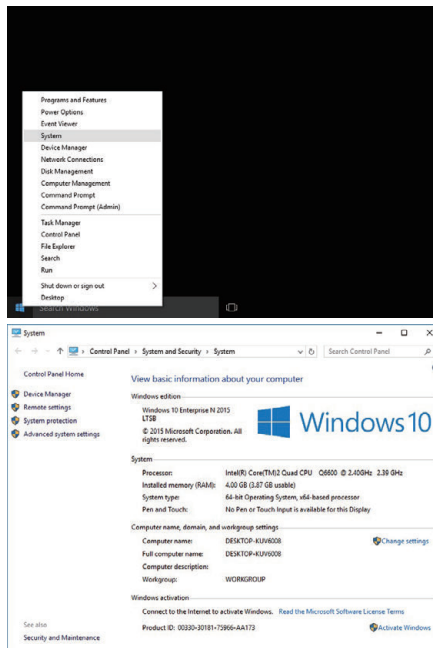 Programs and Features
Power Options
Event Viewer
System
Device Manager
Network Connections
Disk Management
Computer Management
Command Prompt
Command Prompt (Admin)
Task Manager
Control Panel
File Explorer
Search
Run
Shut down or sign out
Desktop
Search Windows
System
Control Panel › System and Security › System
Search Control Panel
Control Panel Home
Device Manager
Remote settings
System protection
Advanced system settings
See also
Security and Maintenance
View basic information about your computer
Windows edition
Windows 10 Enterprise N 2015
LTSB
© 2015 Microsoft Corporation. All
rights reserved.
Windows 10
System
Processor: Intel(R) Core(TM)2 Quad CPU Q6600 @ 2.40GHz 2.39 GHz
Installed memory (RAM): 4.00 GB (3.87 GB usable)
System type: 64-bit Operating System, x64-based processor
Pen and Touch: No Pen or Touch Input is available for this Display
Computer name, domain, and workgroup settings
Computer name: DESKTOP-KUV6008
Change settings
Full computer name: DESKTOP-KUV6008
Computer description:
Workgroup: WORKGROUP
Windows activation
Connect to the Internet to activate Windows. Read the Microsoft Software License Terms
Product ID: 00330-30181-75966-AA173
Activate Windows